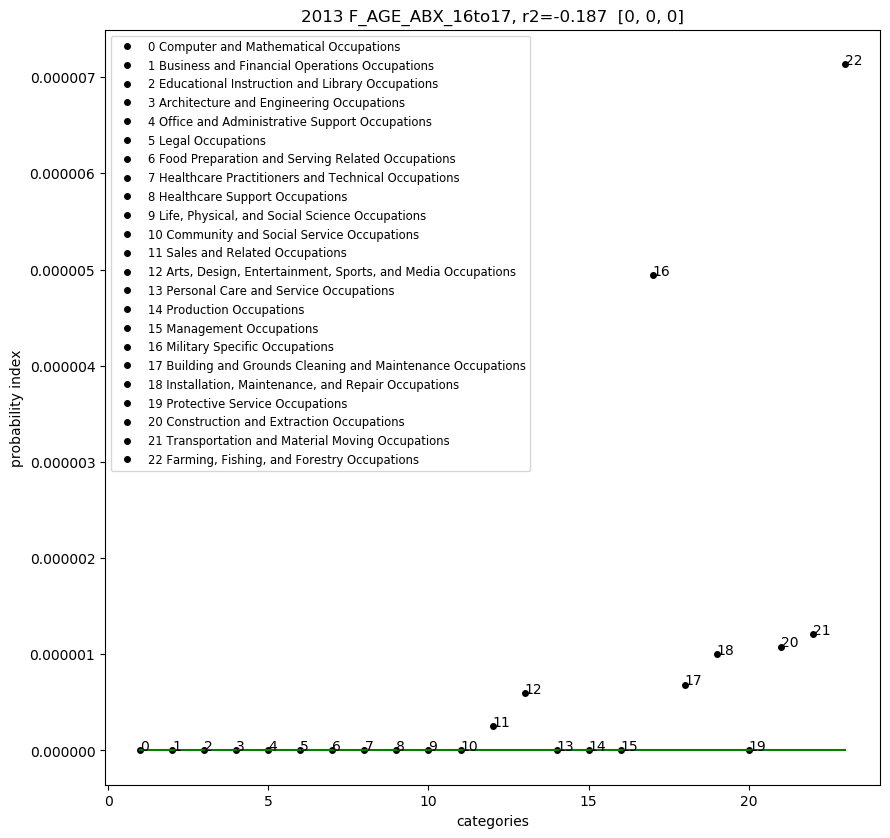 2013 F_AGE_ABX_16to17, r2=-0.187  [0, 0, 0]
0 Computer and Mathematical Occupations
1 Business and Financial Operations Occupations
2 Educational Instruction and Library Occupations
3 Architecture and Engineering Occupations
4 Office and Administrative Support Occupations
5 Legal Occupations
6 Food Preparation and Serving Related Occupations
7 Healthcare Practitioners and Technical Occupations
8 Healthcare Support Occupations
9 Life, Physical, and Social Science Occupations
10 Community and Social Service Occupations
11 Sales and Related Occupations
12 Arts, Design, Entertainment, Sports, and Media Occupations
13 Personal Care and Service Occupations
14 Production Occupations
15 Management Occupations
16 Military Specific Occupations
17 Building and Grounds Cleaning and Maintenance Occupations
18 Installation, Maintenance, and Repair Occupations
19 Protective Service Occupations
20 Construction and Extraction Occupations
21 Transportation and Material Moving Occupations
22 Farming, Fishing, and Forestry Occupations
probability index
0.000007
0.000006
0.000005
0.000004
0.000003
0.000002
0.000001
0.000000
22
16
21
20
18
17
12
11
0 1 2 3 4 5 6 7 8 9 10 13 14 15 19
0 5 10 15 20
categories